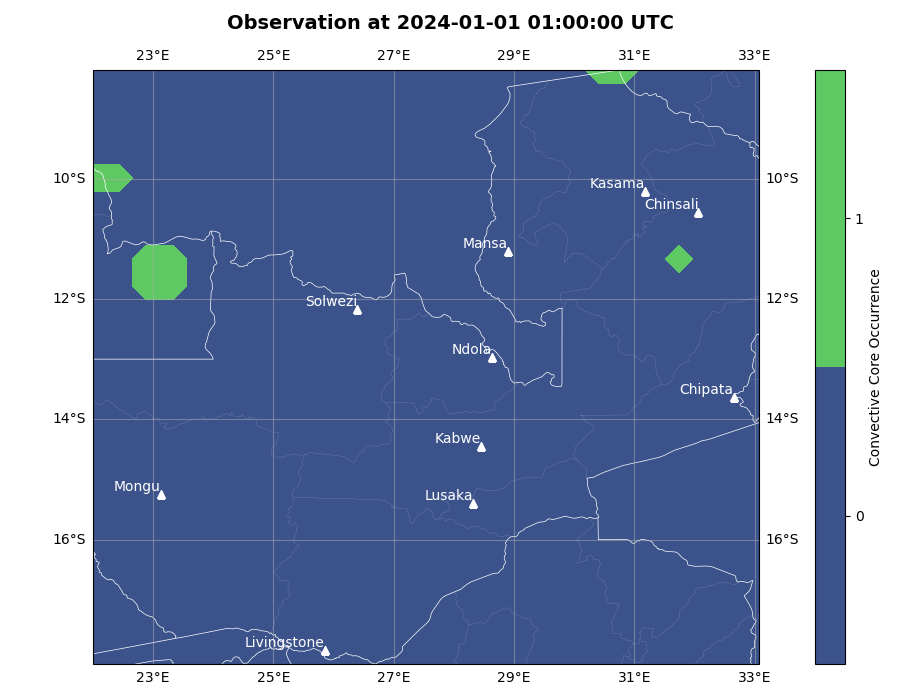 Observation at 2024-01-01 01:00:00 UTC
23°E 25°E 27°E 29°E 31°E 33°E
10°S 10°S
Kasama
Chinsali
Mansa
12°S 12°S
Solwezi
Ndola
Chipata
14°S 14°S
Kabwe
Mongu
Lusaka
16°S 16°S
Livingstone
23°E 25°E 27°E 29°E 31°E 33°E
1
0
Convective Core Occurrence